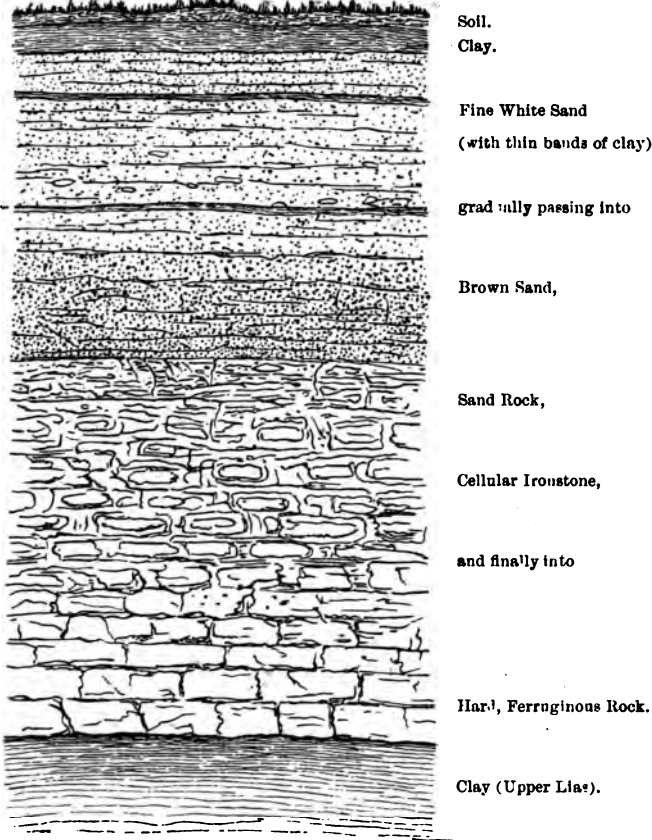 Soil.
Clay.
Fine White Sand
(with thin bands of clay)
gradually passing into
Brown Sand,
Sand Rock,
Cellular Ironstone,
and finally into
Hard, Ferruginous Rock.
Clay (Upper Lias).